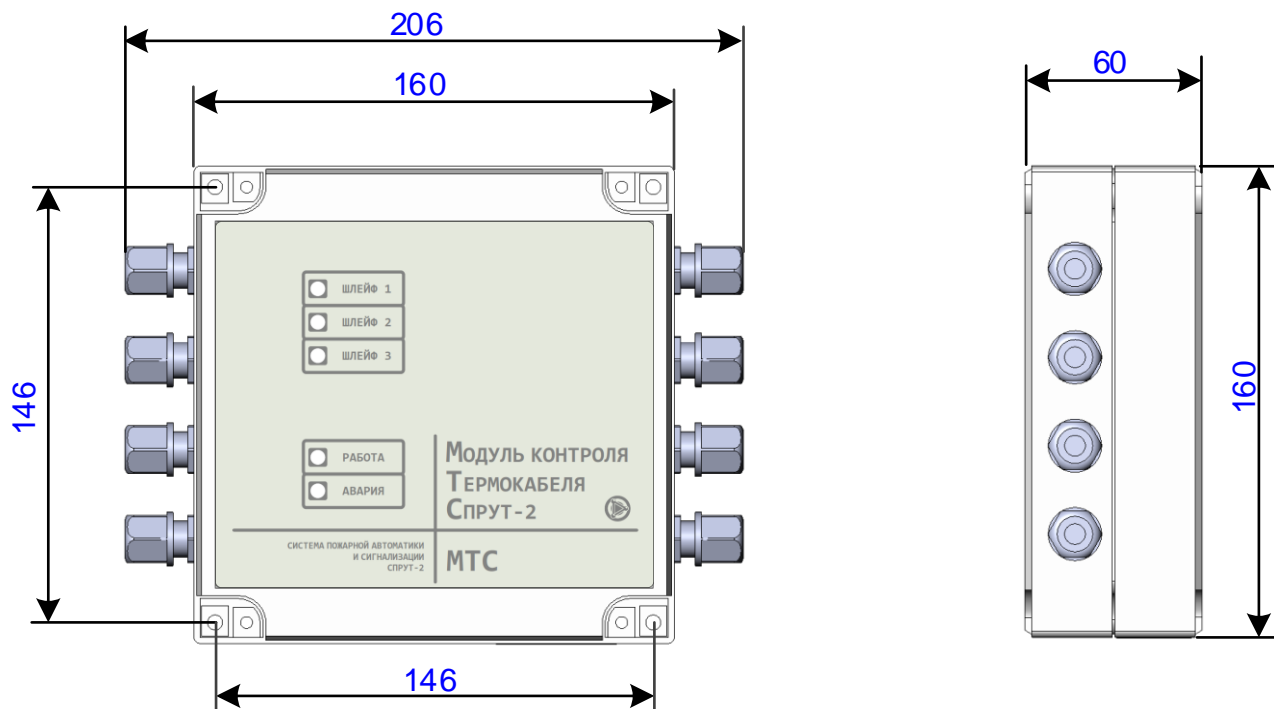 206
160
60
ШЛЕЙФ 1
ШЛЕЙФ 2
ШЛЕЙФ 3
146
160
РАБОТА
АВАРИЯ
МОДУЛЬ КОНТРОЛЯ
ТЕРМОКАБЕЛЯ
СПРУТ-2
СИСТЕМА ПОЖАРНОЙ АВТОМАТИКИ
И СИГНАЛИЗАЦИИ
СПРУТ-2
МТС
146